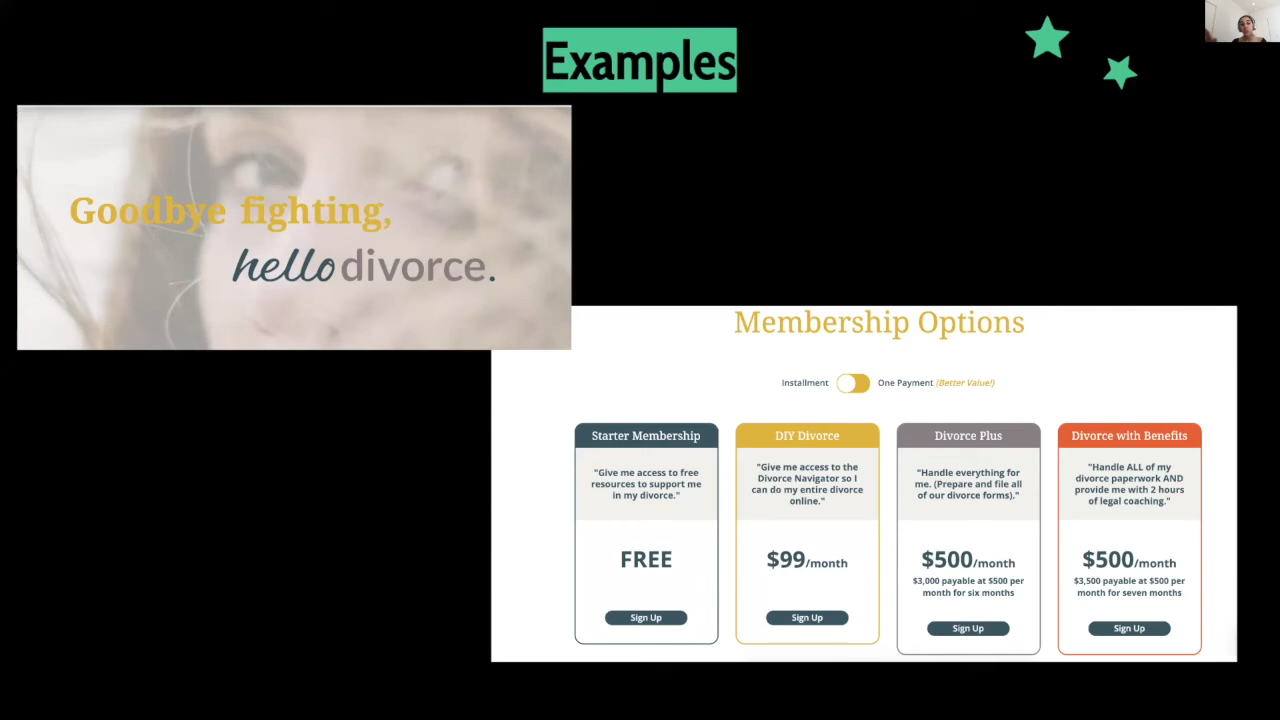 Examples
Goodbye fighting,
hello divorce.
Membership Options
Installment
One Payment (Better Value!)
Starter Membership
"Give me access to free
resources to support me
in my divorce."
FREE
Sign Up
DIY Divorce
"Give me access to the
Divorce Navigator so I
can do my entire divorce
online."
$99/month
Sign Up
Divorce Plus
"Handle everything for
me. (Prepare and file all
of our divorce forms)."
$500/month
$3,000 payable at $500 per
month for six months
Sign Up
Divorce with Benefits
"Handle ALL of my
divorce paperwork AND
provide me with 2 hours
of legal coaching."
$500/month
$3,500 payable at $500 per
month for seven months
Sign Up